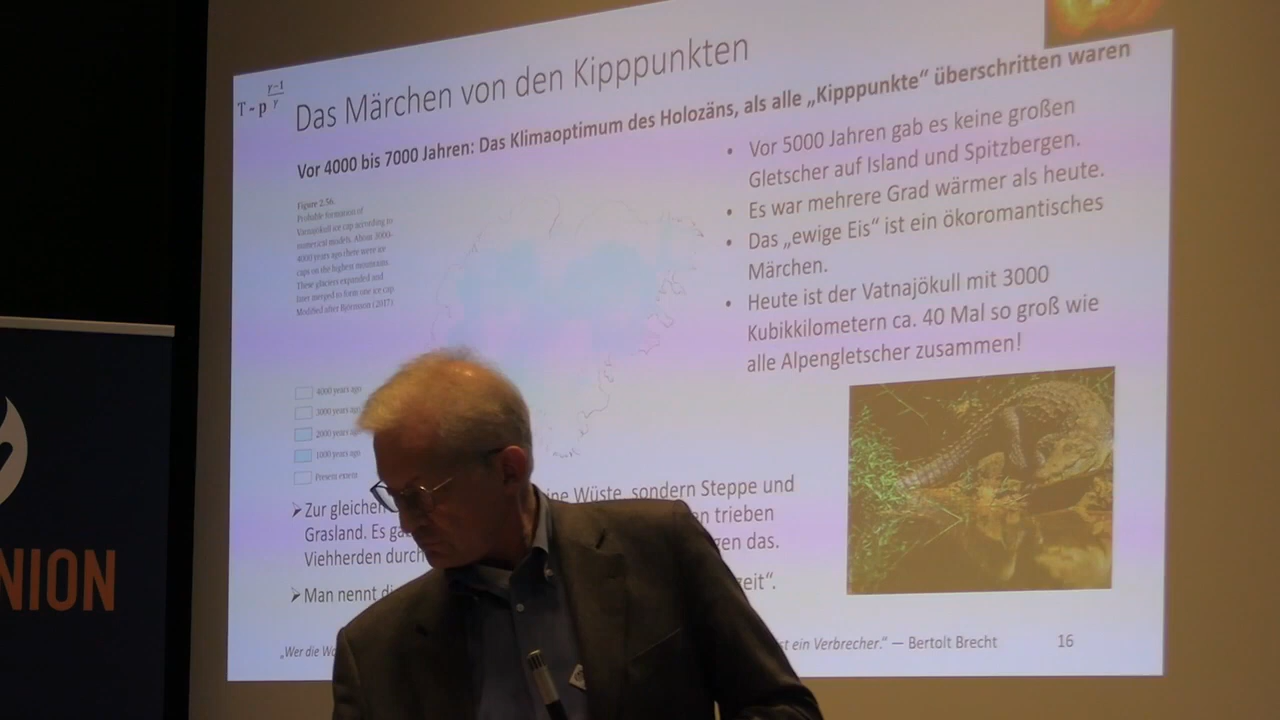 T ~ p
γ−1
γ
Das Märchen von den Kipppunkten
Vor 4000 bis 7000 Jahren: Das Klimaoptimum des Holozäns, als alle „Kipppunkte“ überschritten waren
Figure 2.56.
Probable formation of
Vatnajökull ice cap according to
numerical models. About 3000-
4000 years ago there were ice
caps on the highest mountains.
These glaciers expanded and
later merged to form one ice cap.
Modified after Björnsson (2017)
4000 years ago
3000 years ago
2000 years ago
1000 years ago
Present extent
• Vor 5000 Jahren gab es keine großen
Gletscher auf Island und Spitzbergen.
• Es war mehrere Grad wärmer als heute.
• Das „ewige Eis“ ist ein ökoromantisches
Märchen.
• Heute ist der Vatnajökull mit 3000
Kubikkilometern ca. 40 Mal so groß wie
alle Alpengletscher zusammen!
➢ Zur gleichen ine Wüste, sondern Steppe und
Grasland. Es ga en trieben
Viehherden durch gen das.
➢ Man nennt di zeit“.
„Wer die Wa st ein Verbrecher.“ — Bertolt Brecht
16
NION